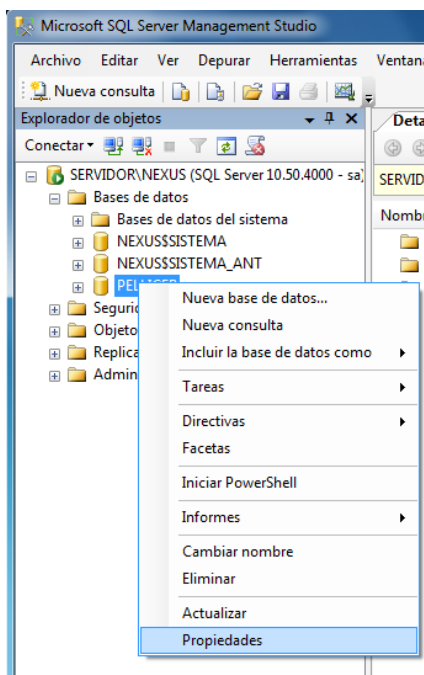 Microsoft SQL Server Management Studio
Archivo Editar Ver Depurar Herramientas
Nueva consulta
Explorador de objetos
Conectar
SERVIDOR\NEXUS (SQL Server 10.50.4000 - sa)
Bases de datos
Bases de datos del sistema
NEXUS$SISTEMA
NEXUS$SISTEMA_ANT
Nueva base de datos...
Nueva consulta
Incluir la base de datos como
Tareas
Directivas
Facetas
Iniciar PowerShell
Informes
Cambiar nombre
Eliminar
Actualizar
Propiedades